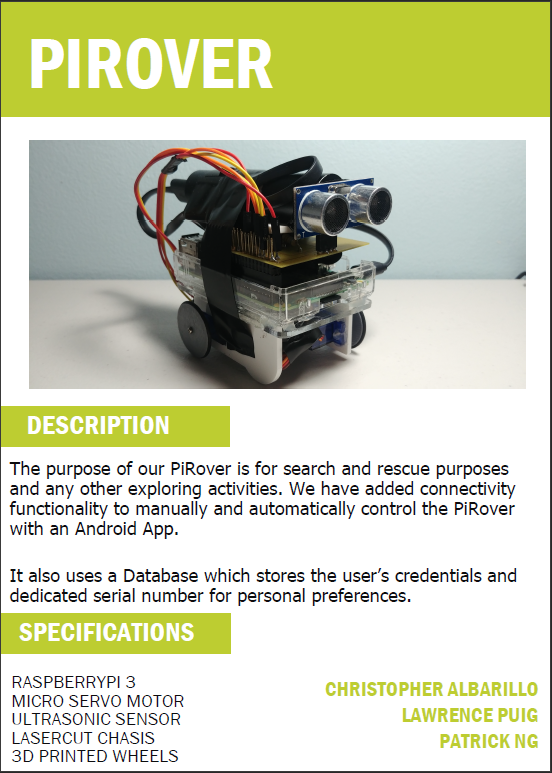 PIROVER
DESCRIPTION
The purpose of our PiRover is for search and rescue purposes
and any other exploring activities. We have added connectivity
functionality to manually and automatically control the PiRover
with an Android App.
It also uses a Database which stores the user's credentials and
dedicated serial number for personal preferences.
SPECIFICATIONS
RASPBERRYPI 3
MICRO SERVO MOTOR
ULTRASONIC SENSOR
LASERCUT CHASIS
3D PRINTED WHEELS
CHRISTOPHER ALBARILLO
LAWRENCE PUIG
PATRICK NG